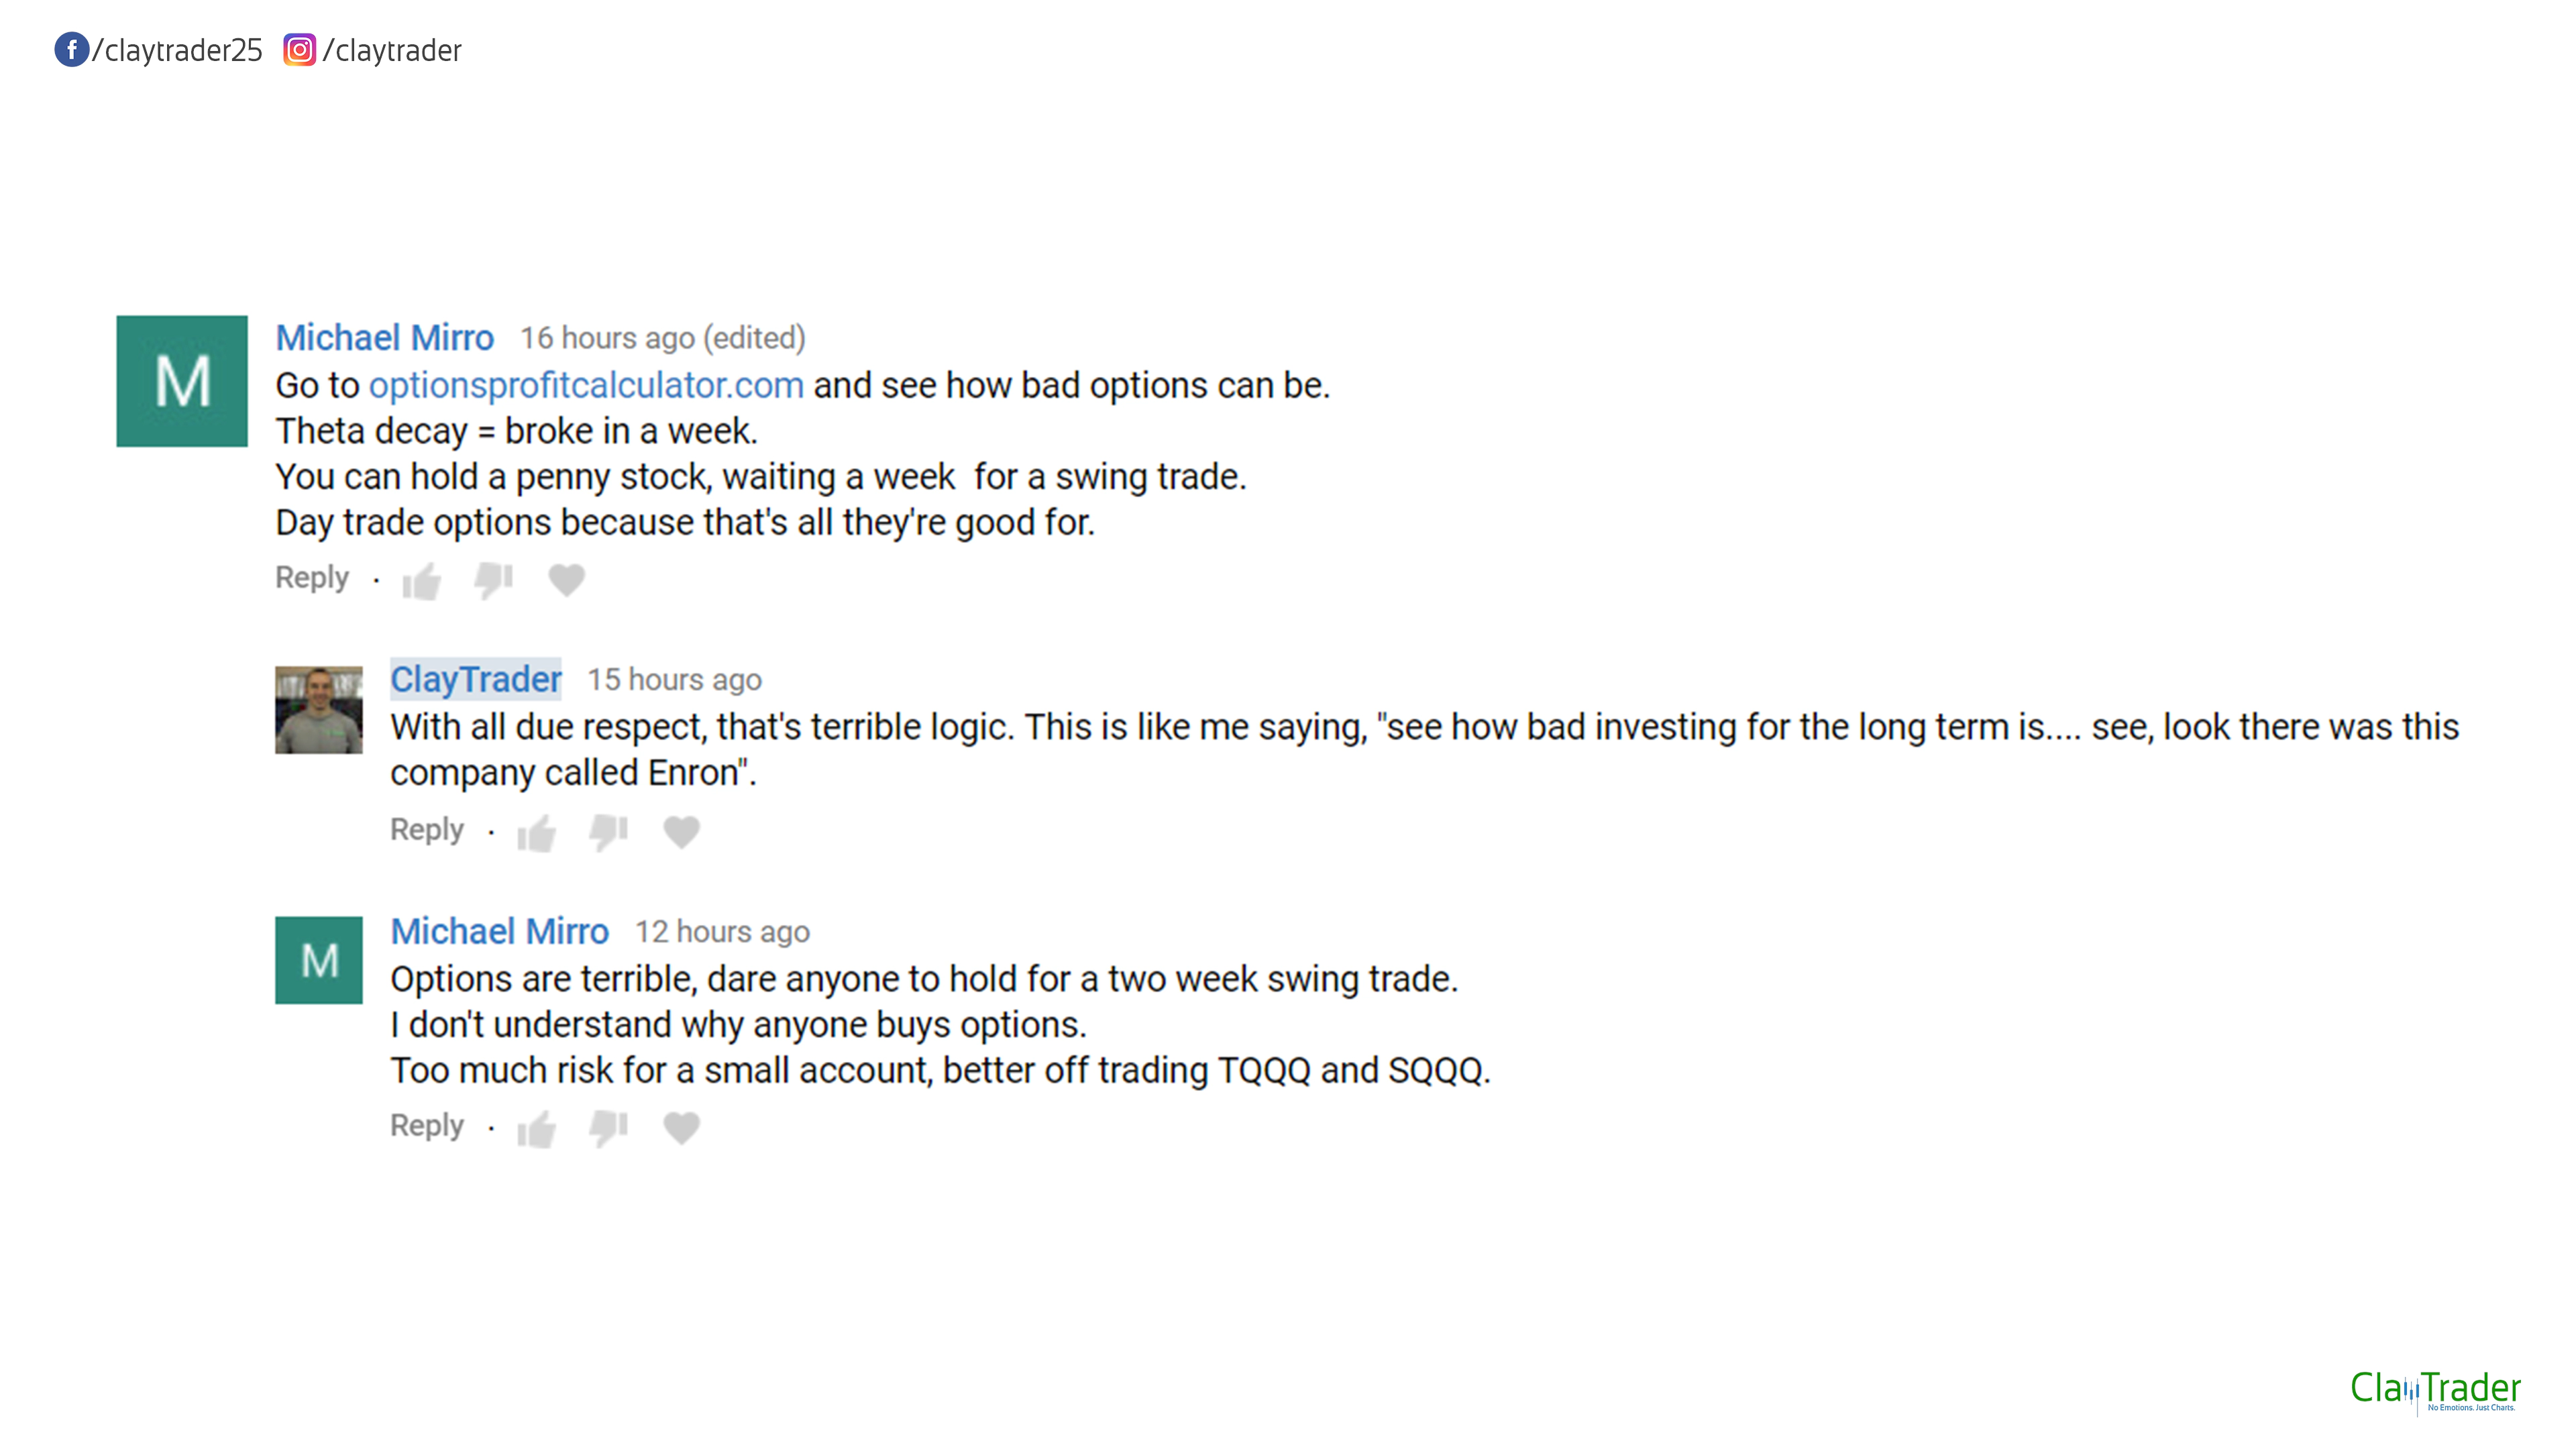 /claytrader25 /claytrader
M
Michael Mirro 16 hours ago (edited)
Go to optionsprofitcalculator.com and see how bad options can be.
Theta decay = broke in a week.
You can hold a penny stock, waiting a week  for a swing trade.
Day trade options because that's all they're good for.
Reply ·
ClayTrader 15 hours ago
With all due respect, that's terrible logic. This is like me saying, "see how bad investing for the long term is.... see, look there was this
company called Enron".
Reply ·
M
Michael Mirro 12 hours ago
Options are terrible, dare anyone to hold for a two week swing trade.
I don't understand why anyone buys options.
Too much risk for a small account, better off trading TQQQ and SQQQ.
Reply ·
ClayTrader
No Emotions. Just Charts.